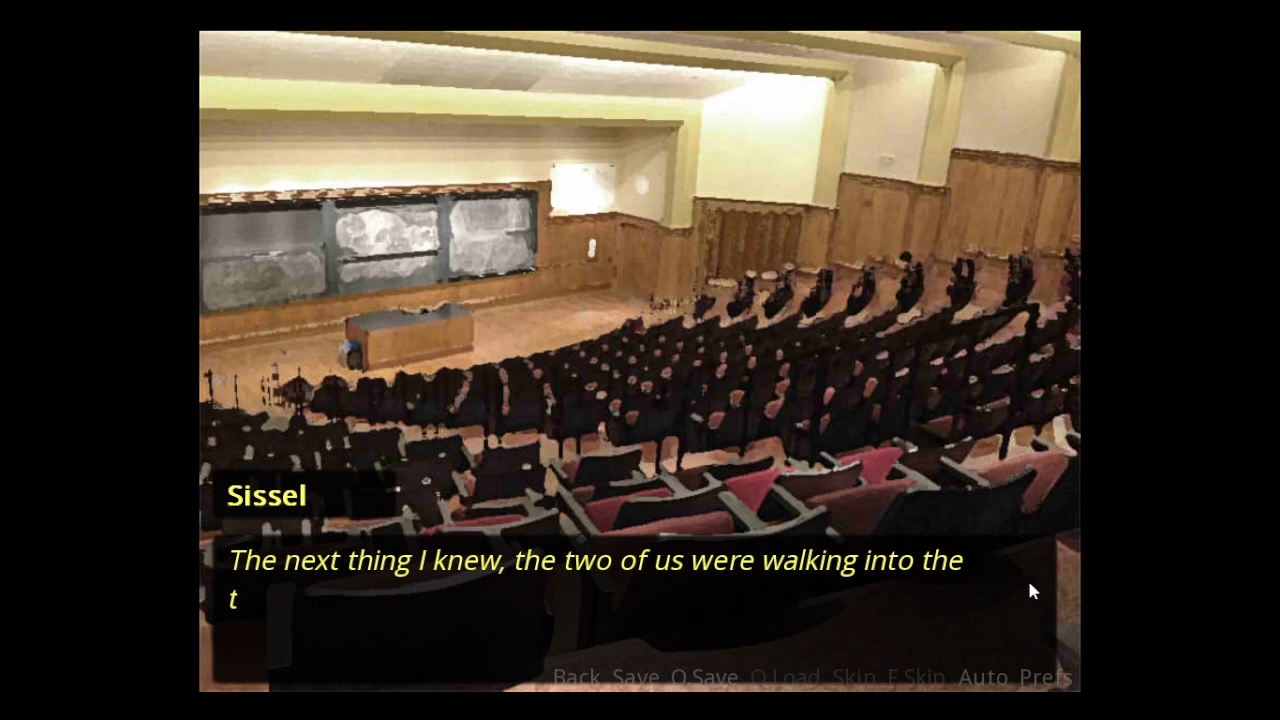 Sissel
The next thing I knew, the two of us were walking into the
t
Back Save Q.Save Q.Load Skip F.Skip Auto Prefs